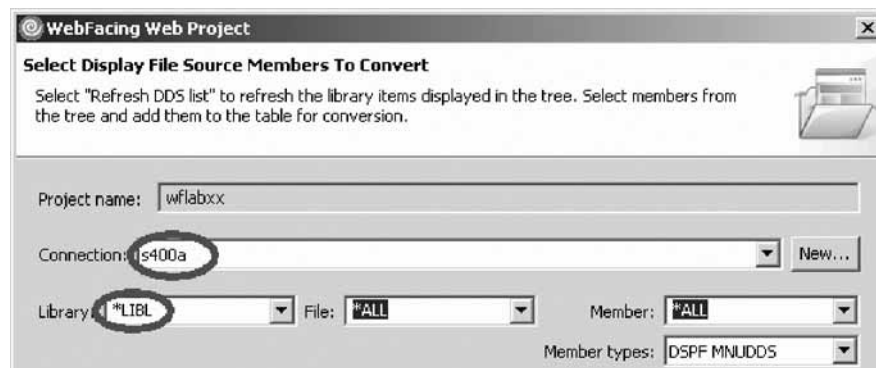 WebFacing Web Project
Select Display File Source Members To Convert
Select "Refresh DDS list" to refresh the library items displayed in the tree. Select members from
the tree and add them to the table for conversion.
Project name: wflabxx
Connection: s400a New...
Library: *LIBL File: *ALL Member: *ALL
Member types: DSPF MNUDDS